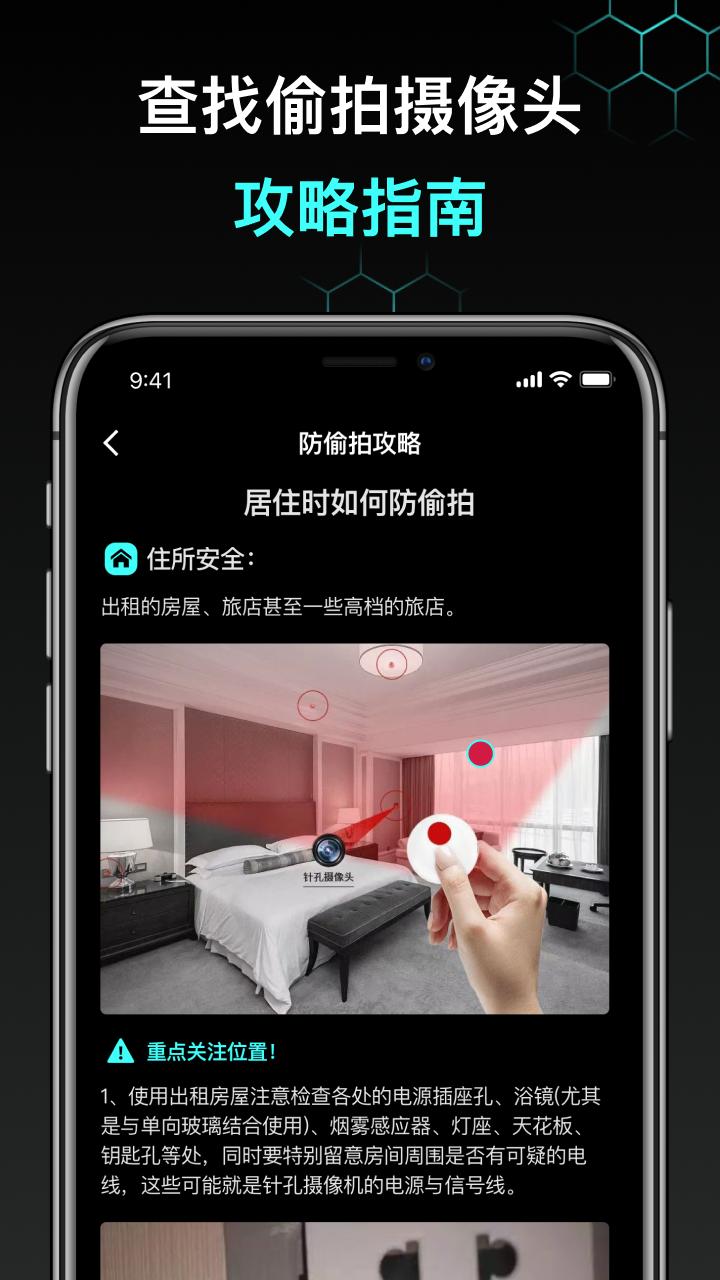 查找偷拍摄像头
攻略指南
9:41
防偷拍攻略
居住时如何防偷拍
住所安全：
出租的房屋、旅店甚至一些高档的旅店。
针孔摄像头
重点关注位置！
1、使用出租房屋注意检查各处的电源插座孔、浴镜(尤其
是与单向玻璃结合使用)、烟雾感应器、灯座、天花板、
钥匙孔等处，同时要特别留意房间周围是否有可疑的电
线，这些可能就是针孔摄像机的电源与信号线。